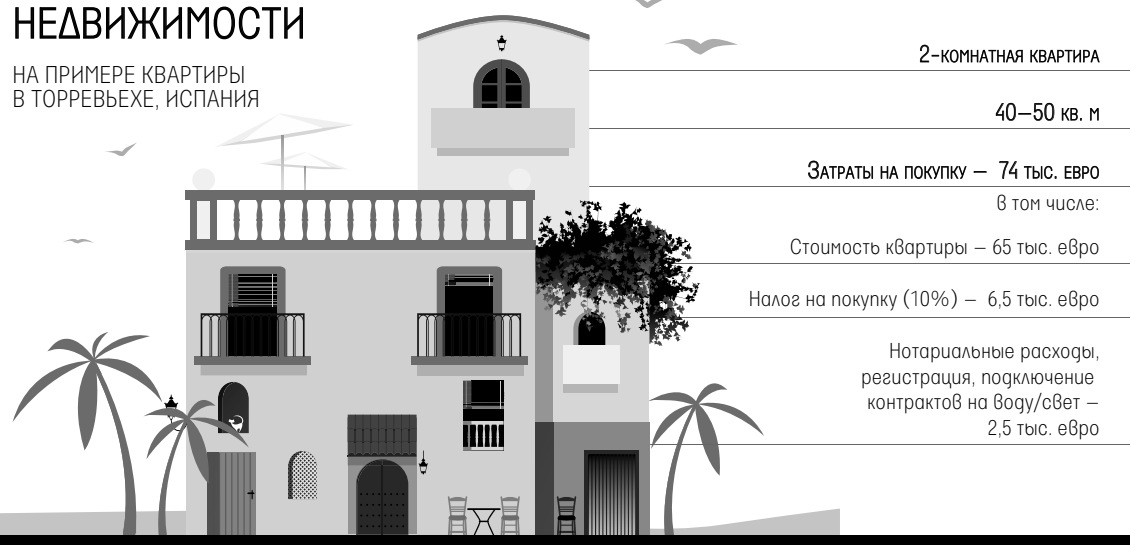 НЕДВИЖИМОСТИ
НА ПРИМЕРЕ КВАРТИРЫ
В ТОРРЕВЬЕХЕ, ИСПАНИЯ
2-КОМНАТНАЯ КВАРТИРА
40–50 КВ. М
ЗАТРАТЫ НА ПОКУПКУ – 74 ТЫС. ЕВРО
в том числе:
Стоимость квартиры – 65 тыс. евро
Налог на покупку (10%) – 6,5 тыс. евро
Нотариальные расходы,
регистрация, подключение
контрактов на воду/свет –
2,5 тыс. евро